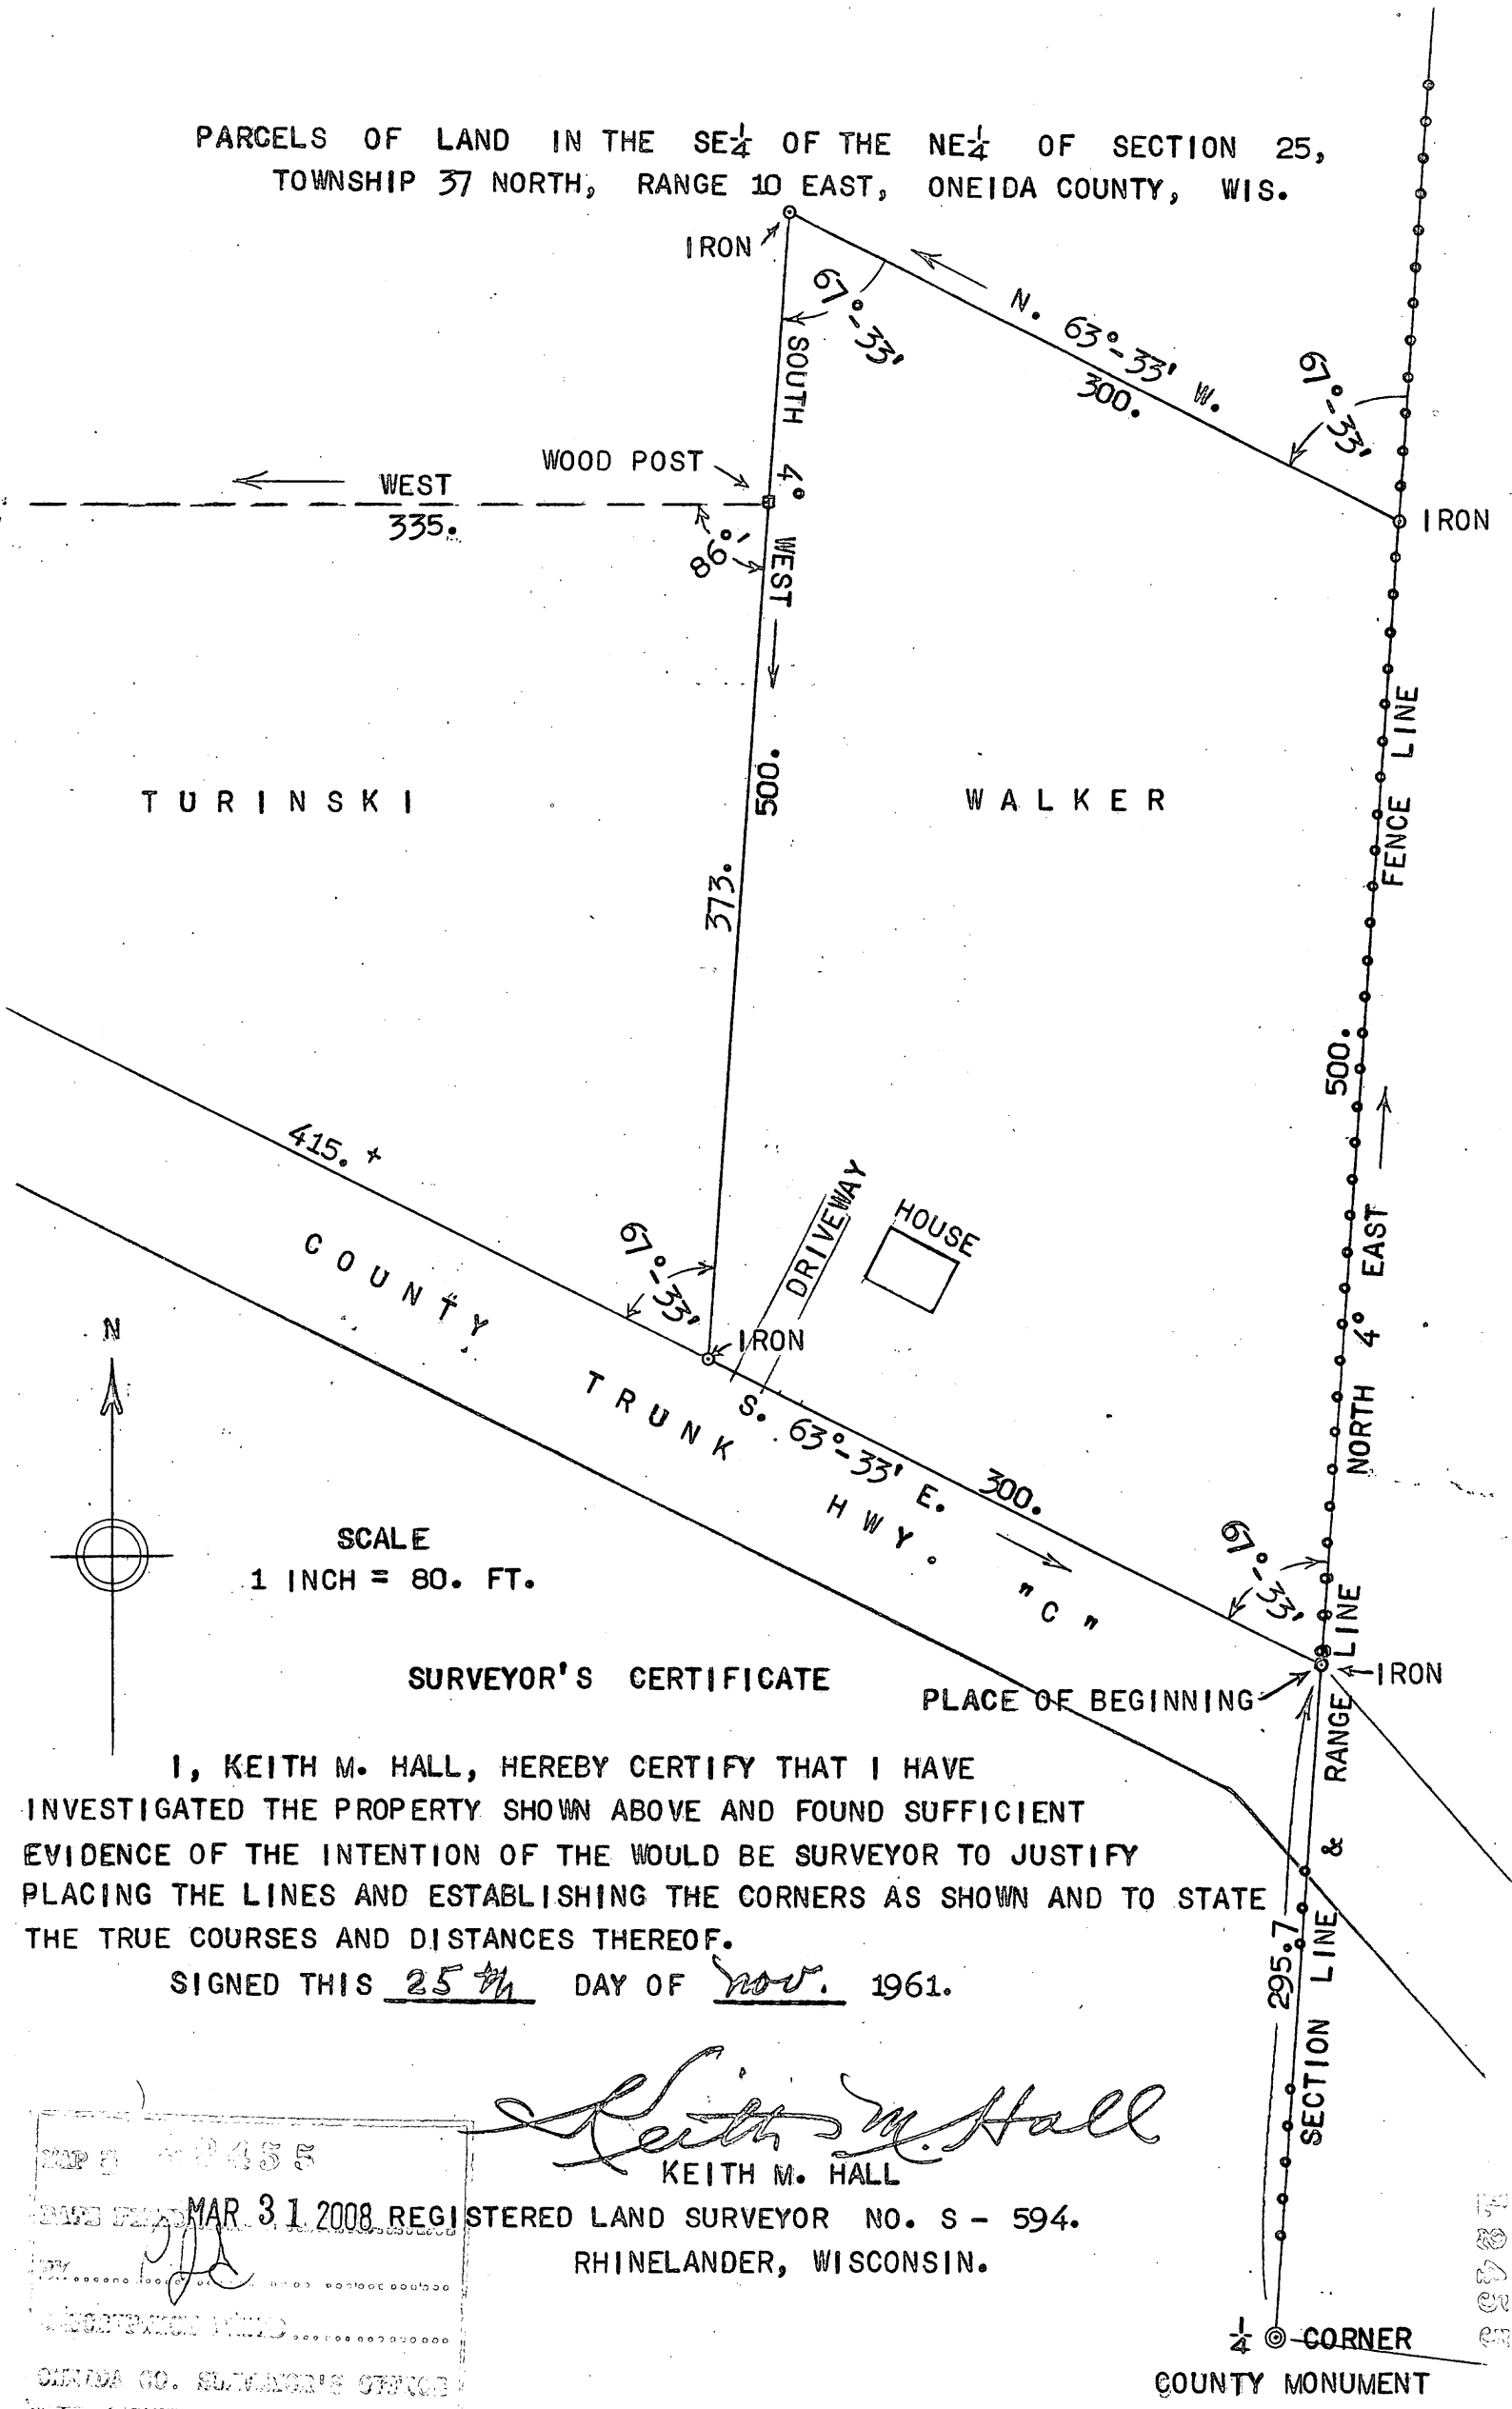 PARCELS OF LAND IN THE SE¼ OF THE NE¼ OF SECTION 25,
TOWNSHIP 37 NORTH, RANGE 10 EAST, ONEIDA COUNTY, WIS.
IRON
67°-33'
N. 63°-33' W.
300.
67°-33'
IRON
SOUTH 4° WEST
WOOD POST
WEST
335.
86°
500.
373.
TURINSKI
WALKER
FENCE LINE
500.
NORTH 4° EAST
415. +
67°-33'
DRIVEWAY
HOUSE
IRON
COUNTY TRUNK HWY. "C"
S. 63°-33' E.
300.
67°-33'
N
SCALE
1 INCH = 80. FT.
IRON
PLACE OF BEGINNING
SECTION LINE & RANGE LINE
295.7
SURVEYOR'S CERTIFICATE
I, KEITH M. HALL, HEREBY CERTIFY THAT I HAVE
INVESTIGATED THE PROPERTY SHOWN ABOVE AND FOUND SUFFICIENT
EVIDENCE OF THE INTENTION OF THE WOULD BE SURVEYOR TO JUSTIFY
PLACING THE LINES AND ESTABLISHING THE CORNERS AS SHOWN AND TO STATE
THE TRUE COURSES AND DISTANCES THEREOF.
SIGNED THIS 25th DAY OF Nov. 1961.
Keith M. Hall
KEITH M. HALL
REGISTERED LAND SURVEYOR NO. S - 594.
RHINELANDER, WISCONSIN.
MAP
MAR 31 2008
BY
¼ CORNER
COUNTY MONUMENT